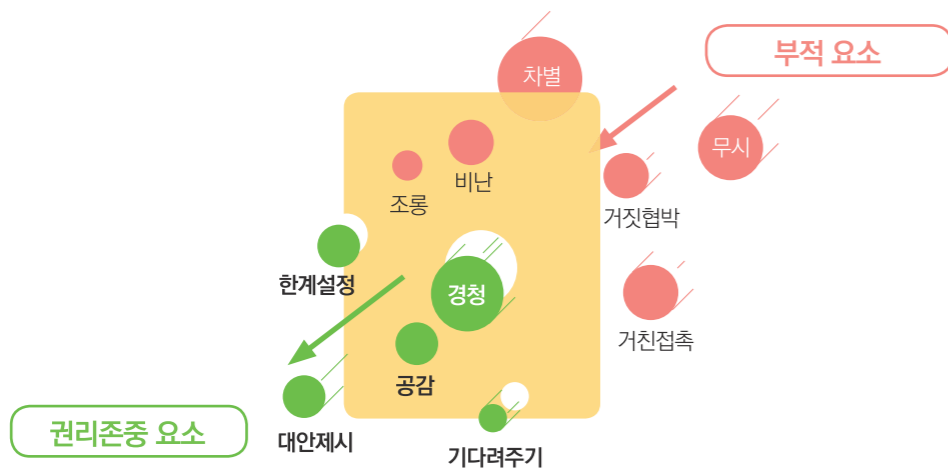 부적 요소
차별
무시
비난
조롱
거짓협박
한계설정
경청
거친접촉
공감
권리존중 요소
대안제시
기다려주기